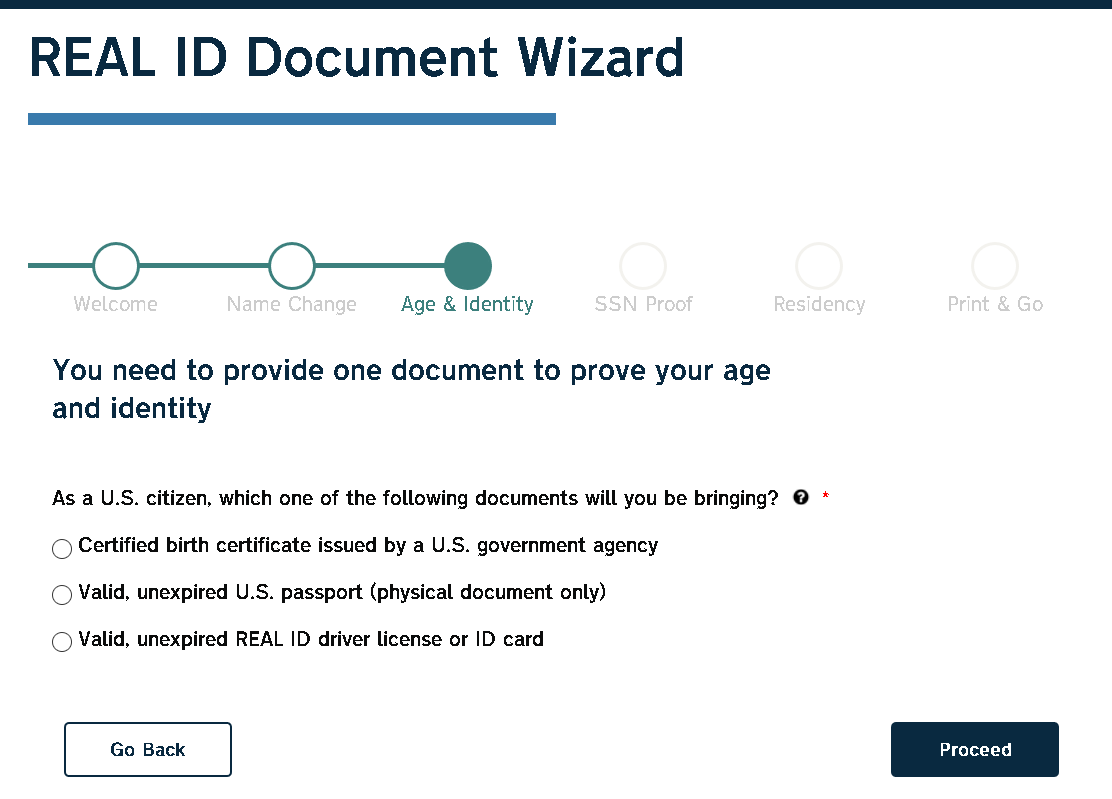 REAL ID Document Wizard
Welcome
Name Change
Age & Identity
SSN Proof
Residency
Print & Go
You need to provide one document to prove your age
and identity
As a U.S. citizen, which one of the following documents will you be bringing? ? *
Certified birth certificate issued by a U.S. government agency
Valid, unexpired U.S. passport (physical document only)
Valid, unexpired REAL ID driver license or ID card
Go Back
Proceed